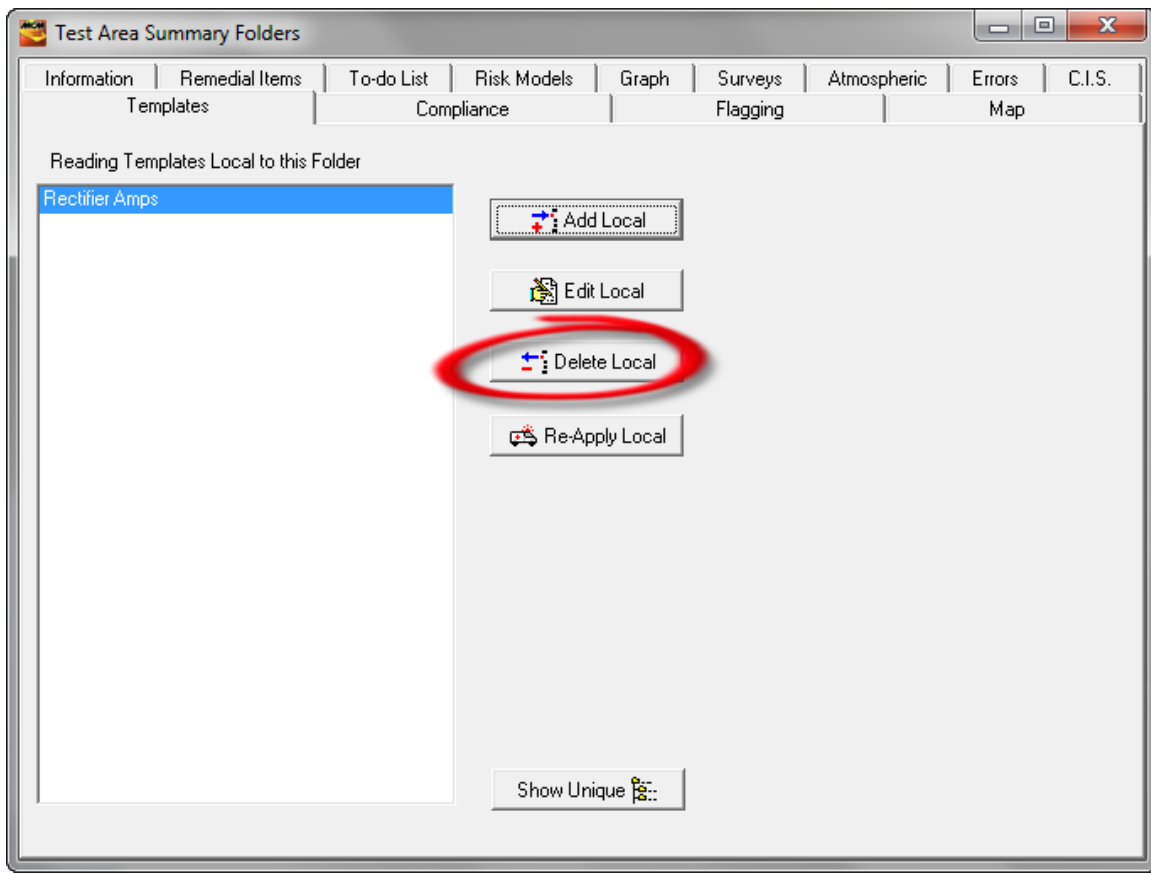 Test Area Summary Folders
Information Remedial Items To-do List Risk Models Graph Surveys Atmospheric Errors C.I.S.
Templates Compliance Flagging Map
Reading Templates Local to this Folder
Rectifier Amps
Add Local
Edit Local
Delete Local
Re-Apply Local
Show Unique